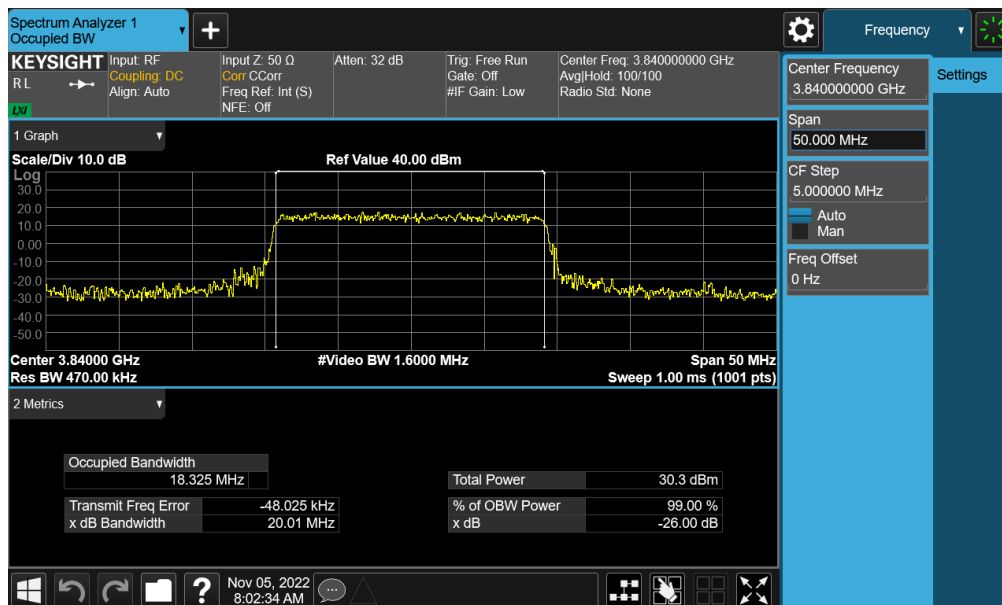 Spectrum Analyzer 1
Occupied BW
+
Frequency
KEYSIGHT
R L
LXI
Input: RF
Coupling: DC
Align: Auto
Input Z: 50 Ω
Corr CCorr
Freq Ref: Int (S)
NFE: Off
Atten: 32 dB
Trig: Free Run
Gate: Off
#IF Gain: Low
Center Freq: 3.840000000 GHz
Avg|Hold: 100/100
Radio Std: None
Center Frequency
3.840000000 GHz
Settings
Span
50.000 MHz
CF Step
5.000000 MHz
Auto
Man
Freq Offset
0 Hz
1 Graph
Scale/Div 10.0 dB
Ref Value 40.00 dBm
Log
30.0
20.0
10.0
0.00
-10.0
-20.0
-30.0
-40.0
-50.0
Center 3.84000 GHz
#Video BW 1.6000 MHz
Span 50 MHz
Res BW 470.00 kHz
Sweep 1.00 ms (1001 pts)
2 Metrics
Occupied Bandwidth
18.325 MHz
Total Power 30.3 dBm
Transmit Freq Error -48.025 kHz
% of OBW Power 99.00 %
x dB Bandwidth 20.01 MHz
x dB -26.00 dB
?
Nov 05, 2022
8:02:34 AM